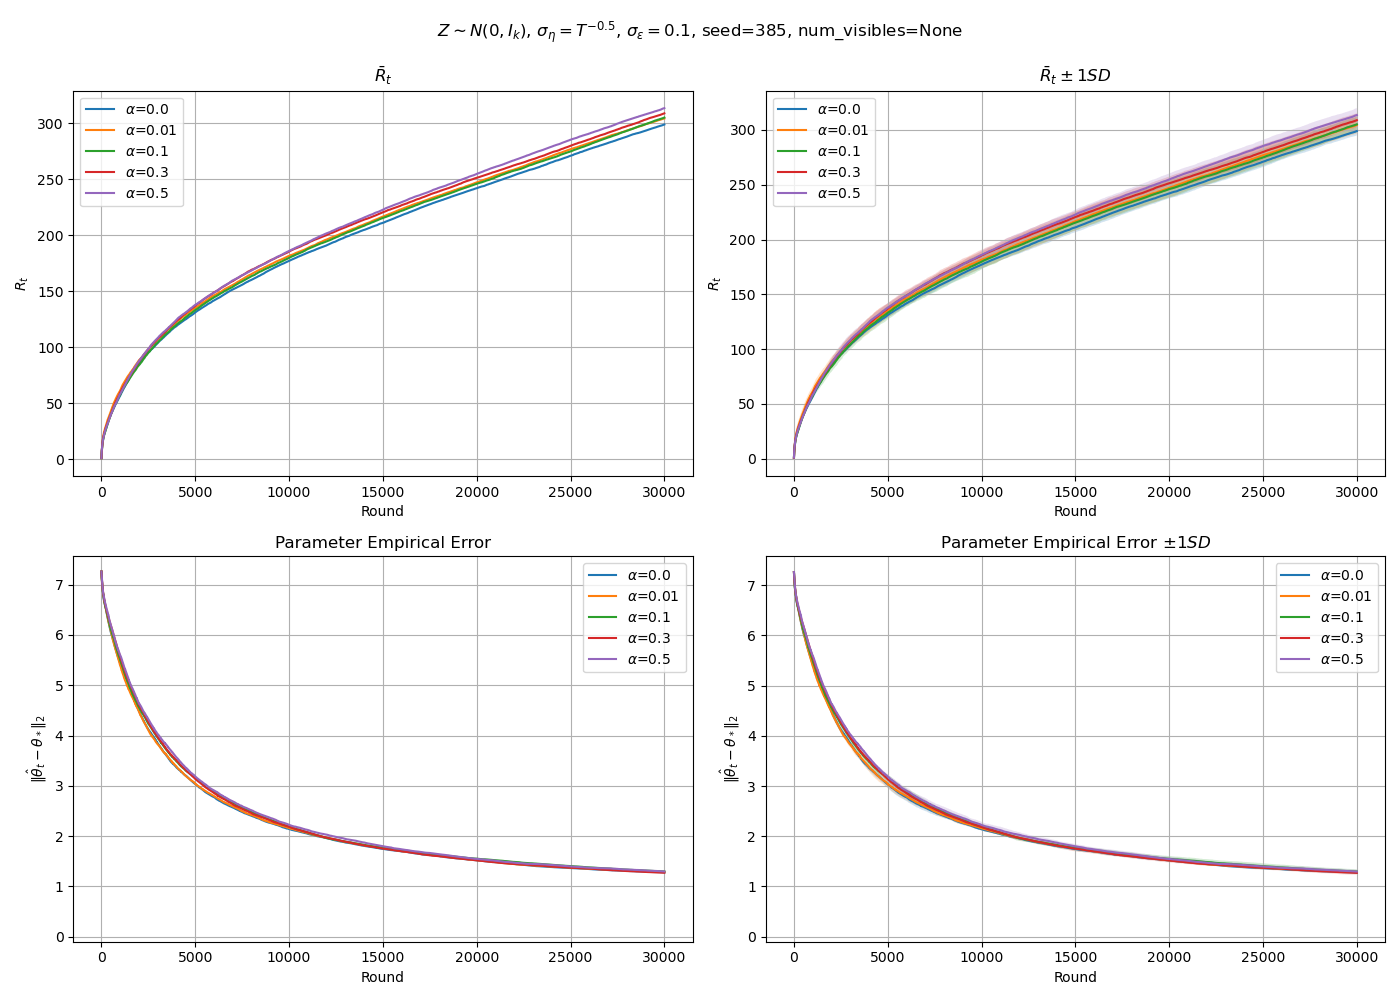 Z ∼ N(0, I_k), σ_η = T^{−0.5}, σ_ε = 0.1, seed=385, num_visibles=None
R̄_t
R_t
300
250
200
150
100
50
0
α=0.0
α=0.01
α=0.1
α=0.3
α=0.5
0 5000 10000 15000 20000 25000 30000
Round
R̄_t ± 1SD
R_t
300
250
200
150
100
50
0
α=0.0
α=0.01
α=0.1
α=0.3
α=0.5
0 5000 10000 15000 20000 25000 30000
Round
Parameter Empirical Error
‖θ̂_t − θ_*‖_2
7
6
5
4
3
2
1
0
α=0.0
α=0.01
α=0.1
α=0.3
α=0.5
0 5000 10000 15000 20000 25000 30000
Round
Parameter Empirical Error ±1SD
‖θ̂_t − θ_*‖_2
7
6
5
4
3
2
1
0
α=0.0
α=0.01
α=0.1
α=0.3
α=0.5
0 5000 10000 15000 20000 25000 30000
Round